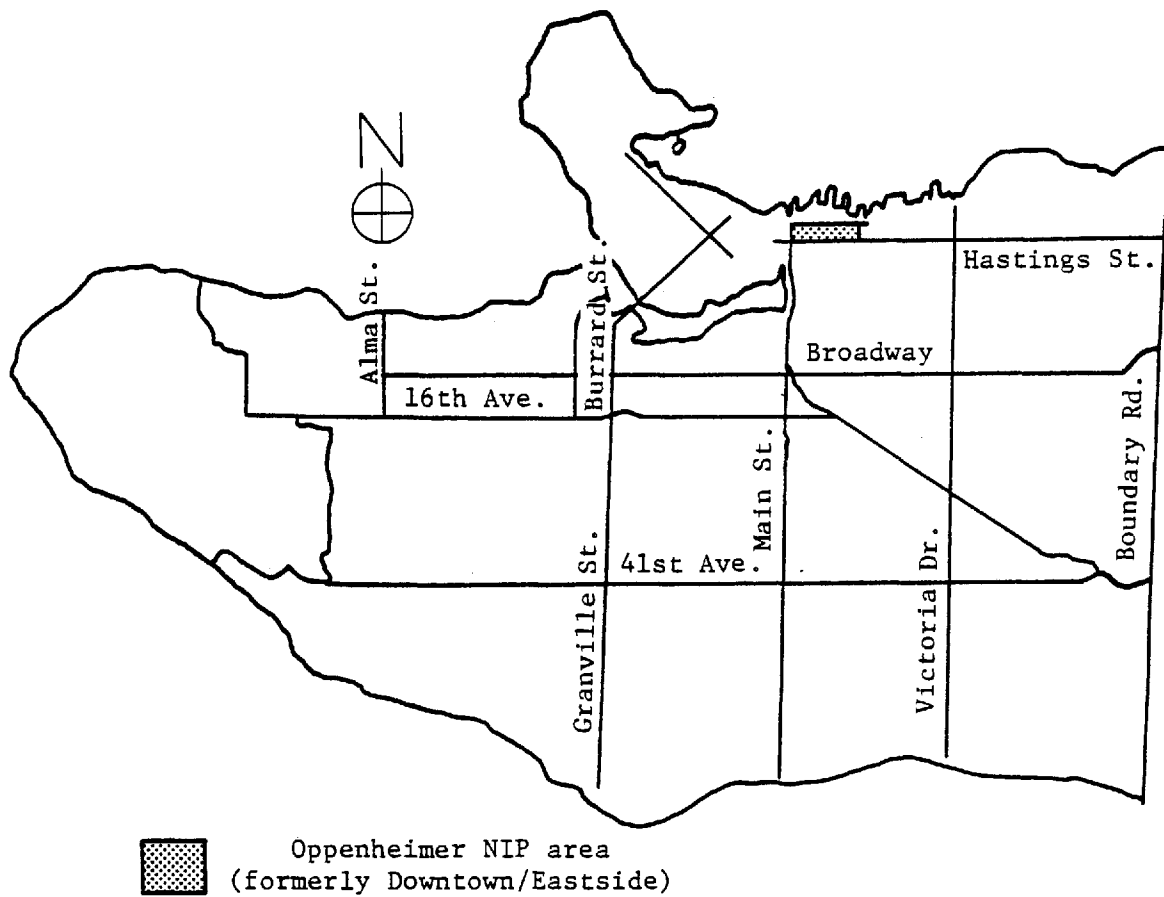 N
Hastings St.
Alma St.
Burrard St.
Broadway
16th Ave.
Boundary Rd.
Main St.
41st Ave.
Granville St.
Victoria Dr.
Oppenheimer NIP area
(formerly Downtown/Eastside)